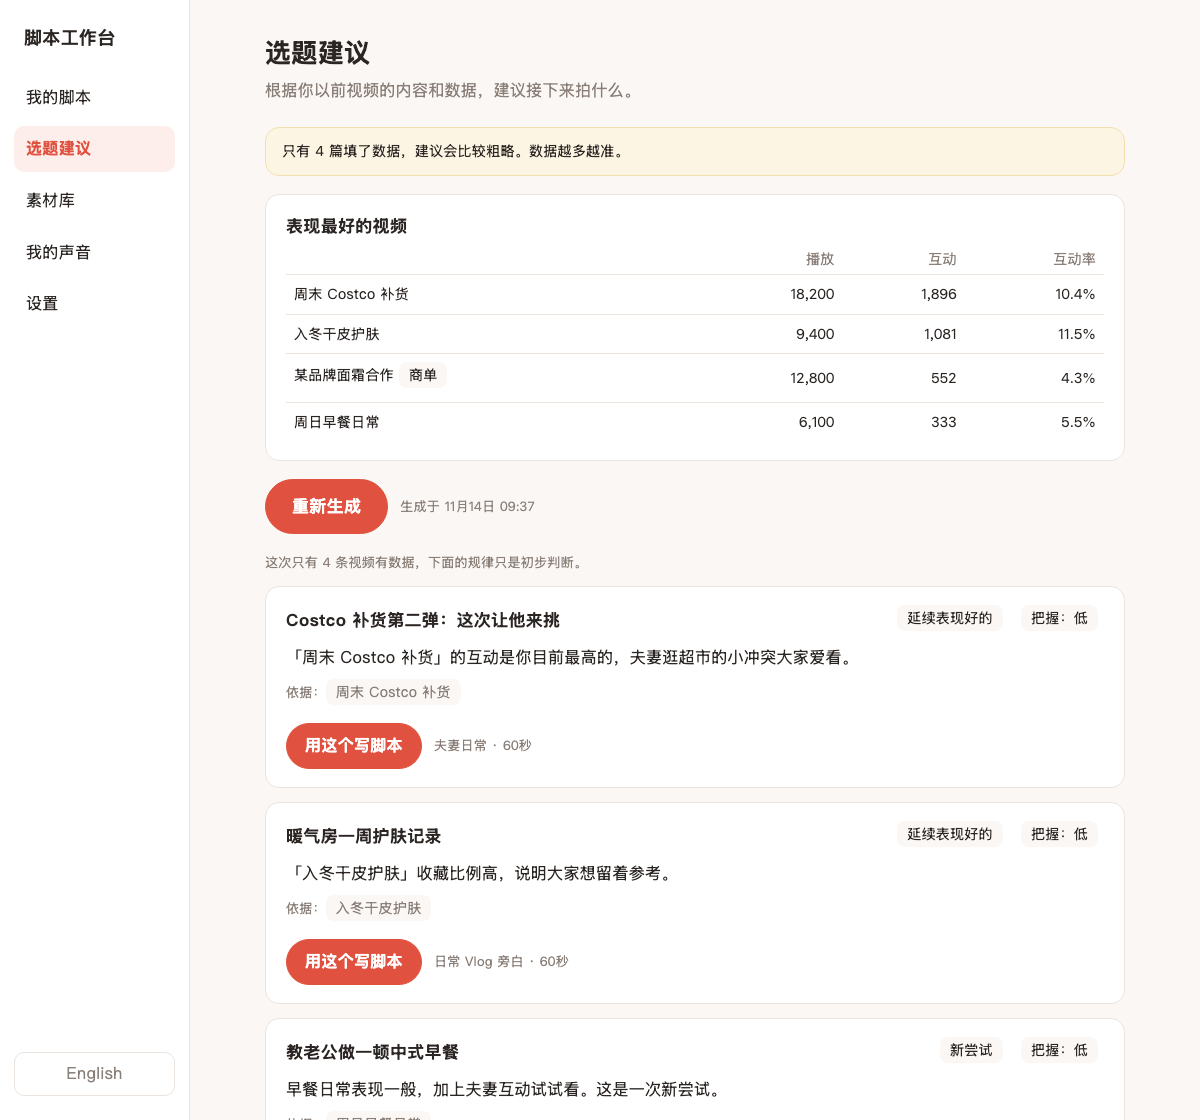 脚本工作台
我的脚本
选题建议
素材库
我的声音
设置
English
选题建议
根据你以前视频的内容和数据，建议接下来拍什么。
只有 4 篇填了数据，建议会比较粗略。数据越多越准。
表现最好的视频
播放 互动 互动率
周末 Costco 补货 18,200 1,896 10.4%
入冬干皮护肤 9,400 1,081 11.5%
某品牌面霜合作 商单 12,800 552 4.3%
周日早餐日常 6,100 333 5.5%
重新生成 生成于 11月14日 09:37
这次只有 4 条视频有数据，下面的规律只是初步判断。
Costco 补货第二弹：这次让他来挑 延续表现好的 把握：低
「周末 Costco 补货」的互动是你目前最高的，夫妻逛超市的小冲突大家爱看。
依据： 周末 Costco 补货
用这个写脚本 夫妻日常 · 60秒
暖气房一周护肤记录 延续表现好的 把握：低
「入冬干皮护肤」收藏比例高，说明大家想留着参考。
依据： 入冬干皮护肤
用这个写脚本 日常 Vlog 旁白 · 60秒
教老公做一顿中式早餐 新尝试 把握：低
早餐日常表现一般，加上夫妻互动试试看。这是一次新尝试。